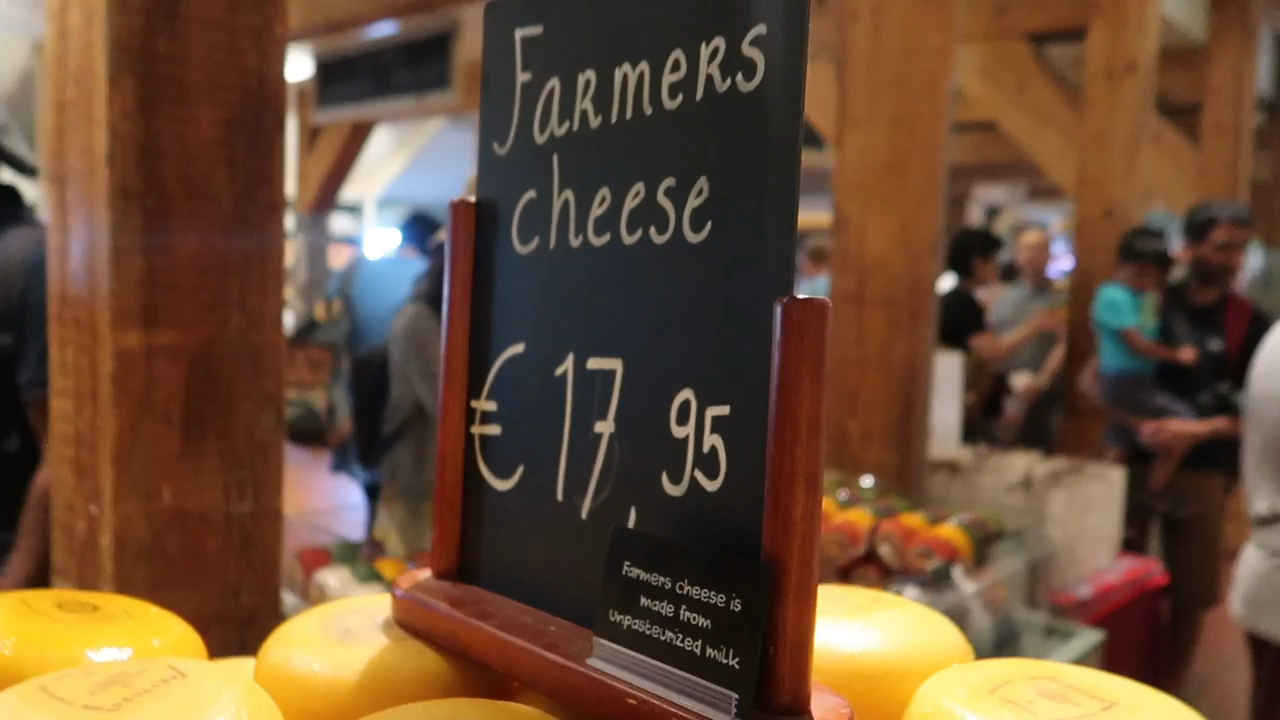 Farmers
cheese
€ 17,95
Farmers cheese is
made from
unpasteurized milk